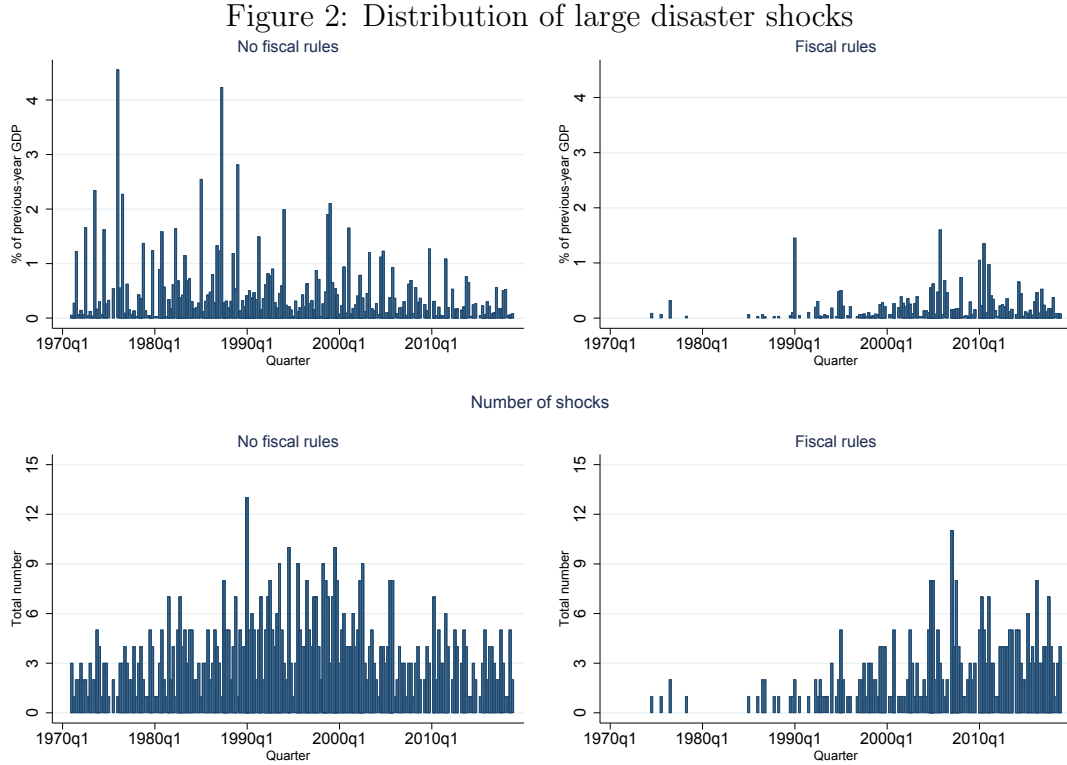 Figure 2: Distribution of large disaster shocks
No fiscal rules
Fiscal rules
% of previous-year GDP
4
3
2
1
0
1970q1 1980q1 1990q1 2000q1 2010q1
Quarter
% of previous-year GDP
4
3
2
1
0
1970q1 1980q1 1990q1 2000q1 2010q1
Quarter
Number of shocks
No fiscal rules
Fiscal rules
Total number
15
12
9
6
3
0
1970q1 1980q1 1990q1 2000q1 2010q1
Quarter
Total number
15
12
9
6
3
0
1970q1 1980q1 1990q1 2000q1 2010q1
Quarter